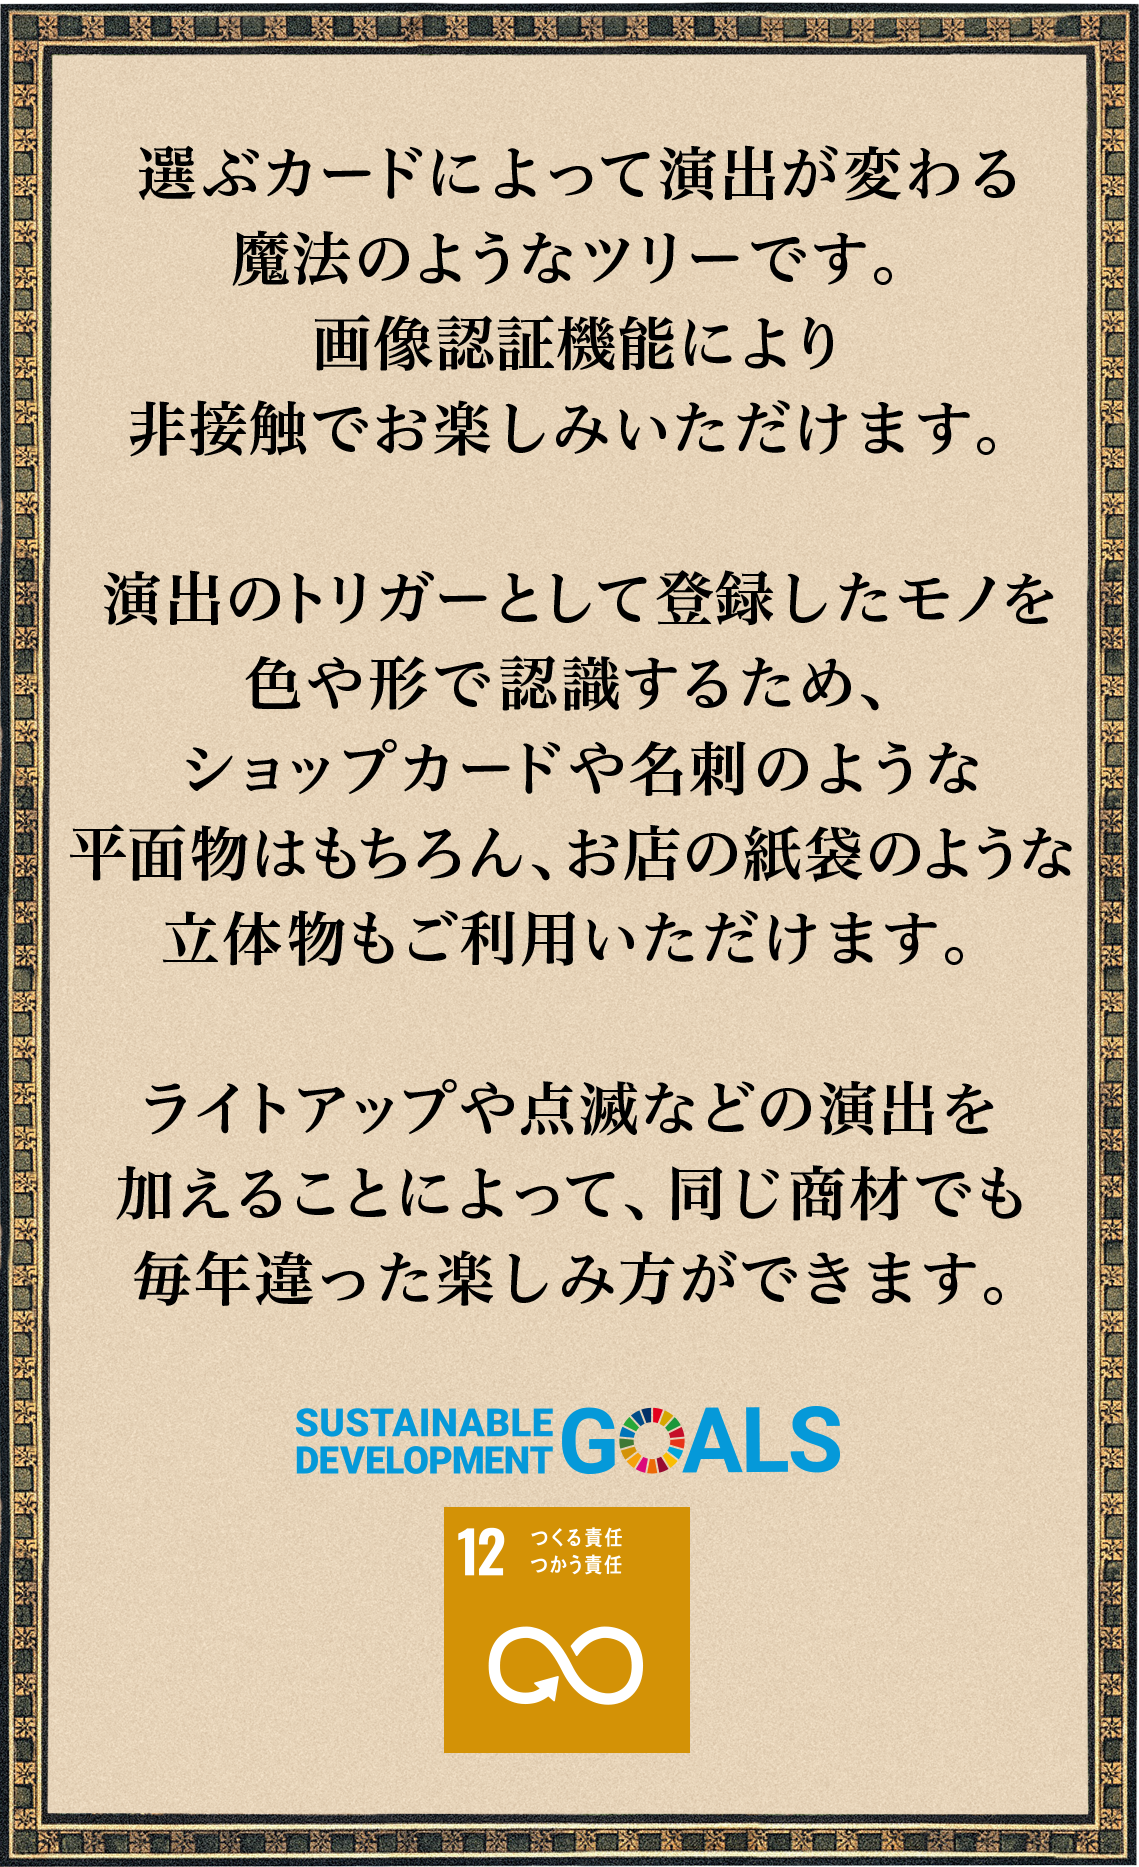 選ぶカードによって演出が変わる
魔法のようなツリーです。
画像認証機能により
非接触でお楽しみいただけます。
演出のトリガーとして登録したモノを
色や形で認識するため、
ショップカードや名刺のような
平面物はもちろん、お店の紙袋のような
立体物もご利用いただけます。
ライトアップや点滅などの演出を
加えることによって、同じ商材でも
毎年違った楽しみ方ができます。
SUSTAINABLE
DEVELOPMENT
GOALS
12
つくる責任
つかう責任